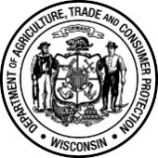 DEPARTMENT OF AGRICULTURE, TRADE AND CONSUMER PROTECTION
• WISCONSIN •
FORWARD